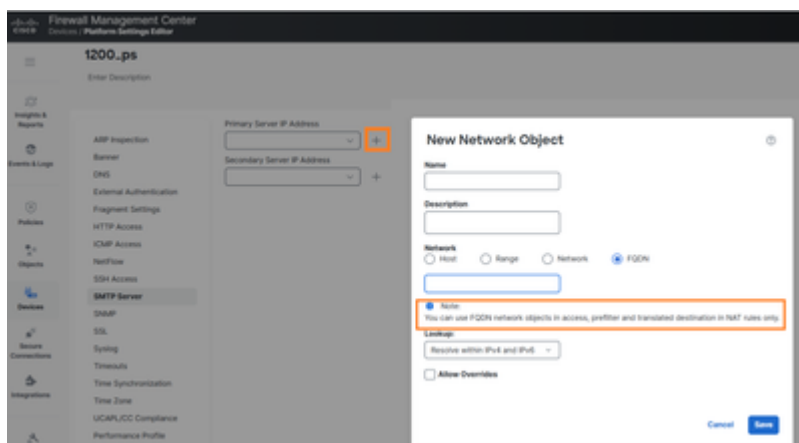 cisco
Firewall Management Center
Devices / Platform Settings Editor
1200_ps
Enter Description
Insights &
Reports
Events & Logs
Policies
Objects
Devices
Secure
Connections
Integrations
ARP Inspection
Banner
DNS
External Authentication
Fragment Settings
HTTP Access
ICMP Access
NetFlow
SSH Access
SMTP Server
SNMP
SSL
Syslog
Timeouts
Time Synchronization
Time Zone
UCAPL/CC Compliance
Performance Profile
Primary Server IP Address
Secondary Server IP Address
New Network Object
Name
Description
Network
Host Range Network FQDN
Note:
You can use FQDN network objects in access, prefilter and translated destination in NAT rules only.
Lookup:
Resolve within IPv4 and IPv6
Allow Overrides
Cancel Save